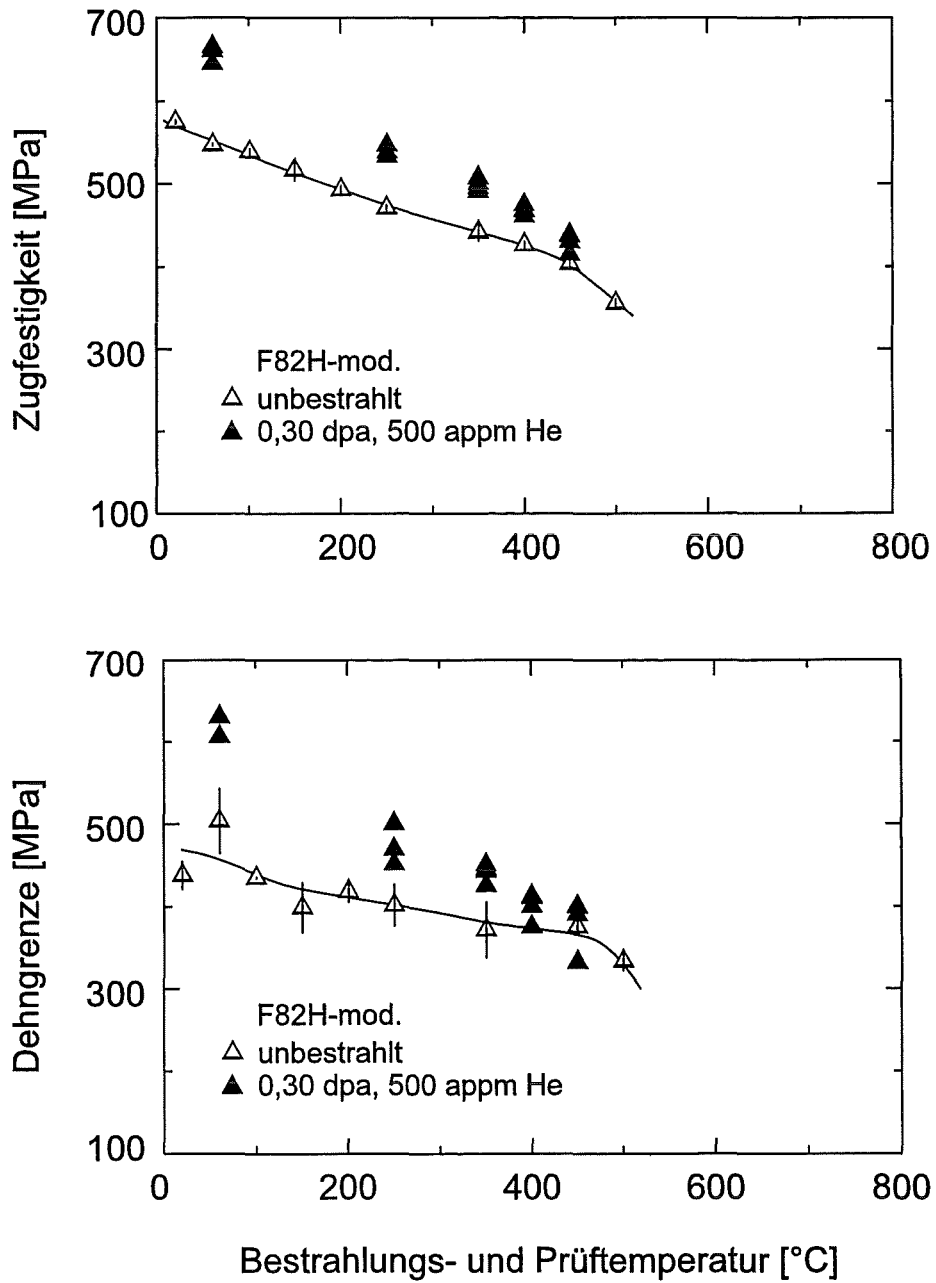 Zugfestigkeit [MPa]
700
500
300
100
F82H-mod.
unbestrahlt
0,30 dpa, 500 appm He
0 200 400 600 800
Dehngrenze [MPa]
700
500
300
100
F82H-mod.
unbestrahlt
0,30 dpa, 500 appm He
0 200 400 600 800
Bestrahlungs- und Prüftemperatur [°C]